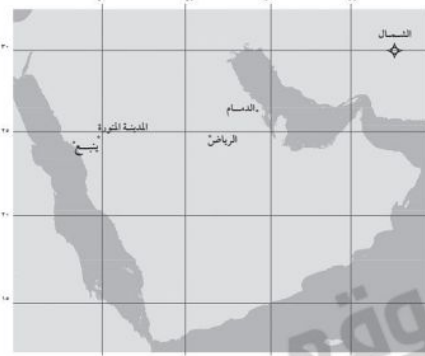 الشمال
٣٠
الدمام
المدينة المنورة
٢٥
الرياض
ينبع
٢٠
١٥